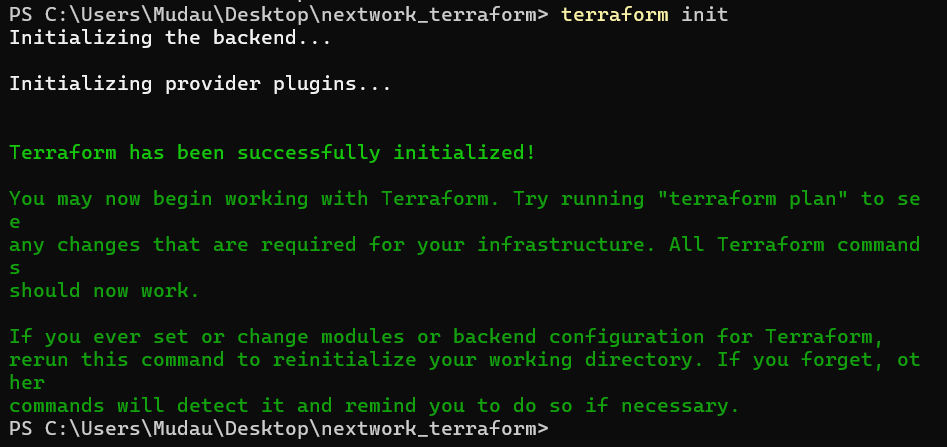 PS C:\Users\Mudau\Desktop\nextwork_terraform> terraform init
Initializing the backend...
Initializing provider plugins...
Terraform has been successfully initialized!
You may now begin working with Terraform. Try running "terraform plan" to se
e
any changes that are required for your infrastructure. All Terraform command
s
should now work.
If you ever set or change modules or backend configuration for Terraform,
rerun this command to reinitialize your working directory. If you forget, ot
her
commands will detect it and remind you to do so if necessary.
PS C:\Users\Mudau\Desktop\nextwork_terraform>